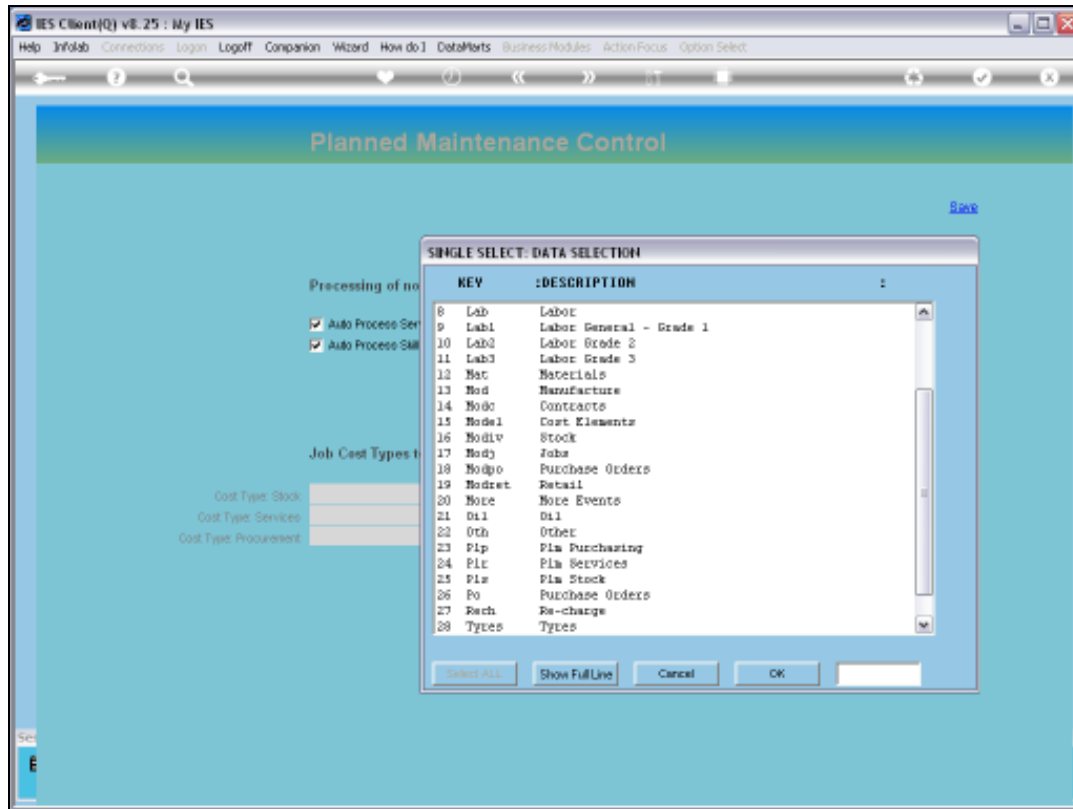 IES Client(Q) v8.25 : My IES
Help Infolab Connections Logon Logoff Companion Wizard How do I DataMarts Business Modules Action Focus Option Select
Planned Maintenance Control
Save
SINGLE SELECT: DATA SELECTION
KEY :DESCRIPTION :
Processing of no
Auto Process Ser
Auto Process Skill
8 Lab Labor
9 Lab1 Labor General - Grade 1
10 Lab2 Labor Grade 2
11 Lab3 Labor Grade 3
12 Mat Materials
13 Mod Manufacture
14 Modc Contracts
15 Model Cost Elements
16 Modiv Stock
17 Modj Jobs
18 Modpo Purchase Orders
19 Modret Retail
20 More More Events
21 Oil Oil
22 Oth Other
23 Plp Plm Purchasing
24 Plr Plm Services
25 Pls Plm Stock
26 Po Purchase Orders
27 Rech Re-charge
28 Tyres Tyres
Job Cost Types t
Cost Type: Stock
Cost Type: Services
Cost Type: Procurement
Select ALL Show Full Line Cancel OK
Se